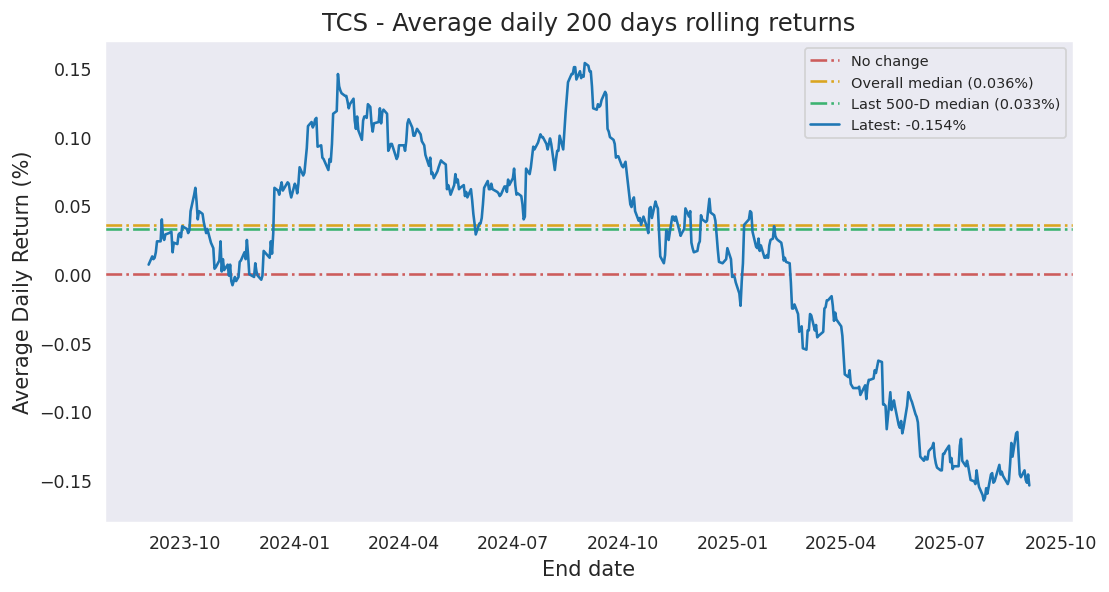 TCS - Average daily 200 days rolling returns
No change
Overall median (0.036%)
Last 500-D median (0.033%)
Latest: -0.154%
Average Daily Return (%)
0.15
0.10
0.05
0.00
−0.05
−0.10
−0.15
2023-10 2024-01 2024-04 2024-07 2024-10 2025-01 2025-04 2025-07 2025-10
End date